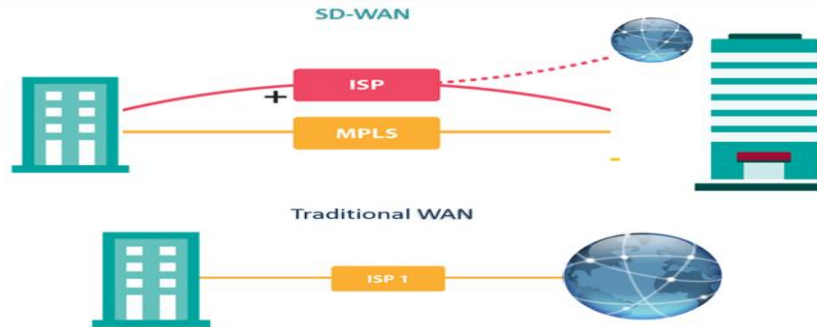 SD-WAN
ISP
+
MPLS
-
Traditional WAN
ISP 1